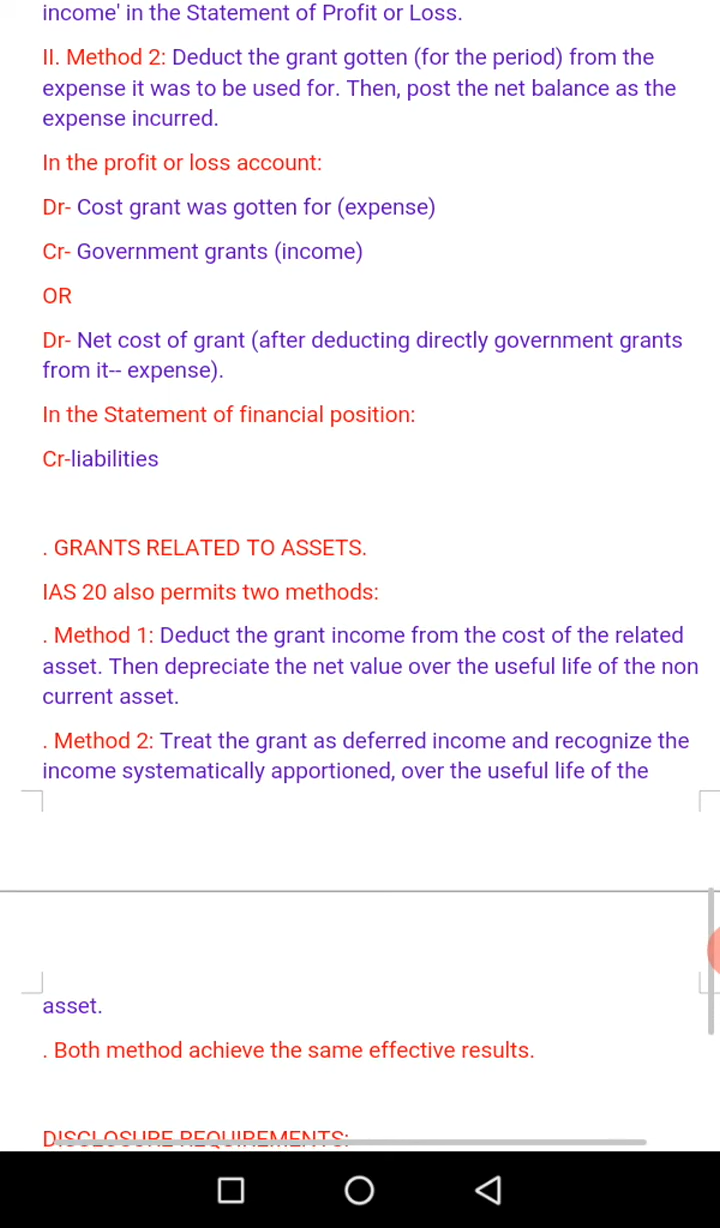 income' in the Statement of Profit or Loss.
II. Method 2: Deduct the grant gotten (for the period) from the
expense it was to be used for. Then, post the net balance as the
expense incurred.
In the profit or loss account:
Dr- Cost grant was gotten for (expense)
Cr- Government grants (income)
OR
Dr- Net cost of grant (after deducting directly government grants
from it-- expense).
In the Statement of financial position:
Cr-liabilities
. GRANTS RELATED TO ASSETS.
IAS 20 also permits two methods:
. Method 1: Deduct the grant income from the cost of the related
asset. Then depreciate the net value over the useful life of the non
current asset.
. Method 2: Treat the grant as deferred income and recognize the
income systematically apportioned, over the useful life of the
asset.
. Both method achieve the same effective results.
DISCLOSURE REQUIREMENTS: